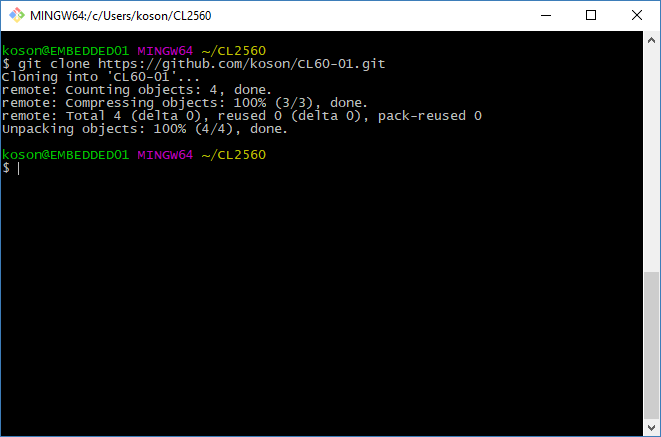 MINGW64:/c/Users/koson/CL2560
koson@EMBEDDED01 MINGW64 ~/CL2560
$ git clone https://github.com/koson/CL60-01.git
Cloning into 'CL60-01'...
remote: Counting objects: 4, done.
remote: Compressing objects: 100% (3/3), done.
remote: Total 4 (delta 0), reused 0 (delta 0), pack-reused 0
Unpacking objects: 100% (4/4), done.
koson@EMBEDDED01 MINGW64 ~/CL2560
$